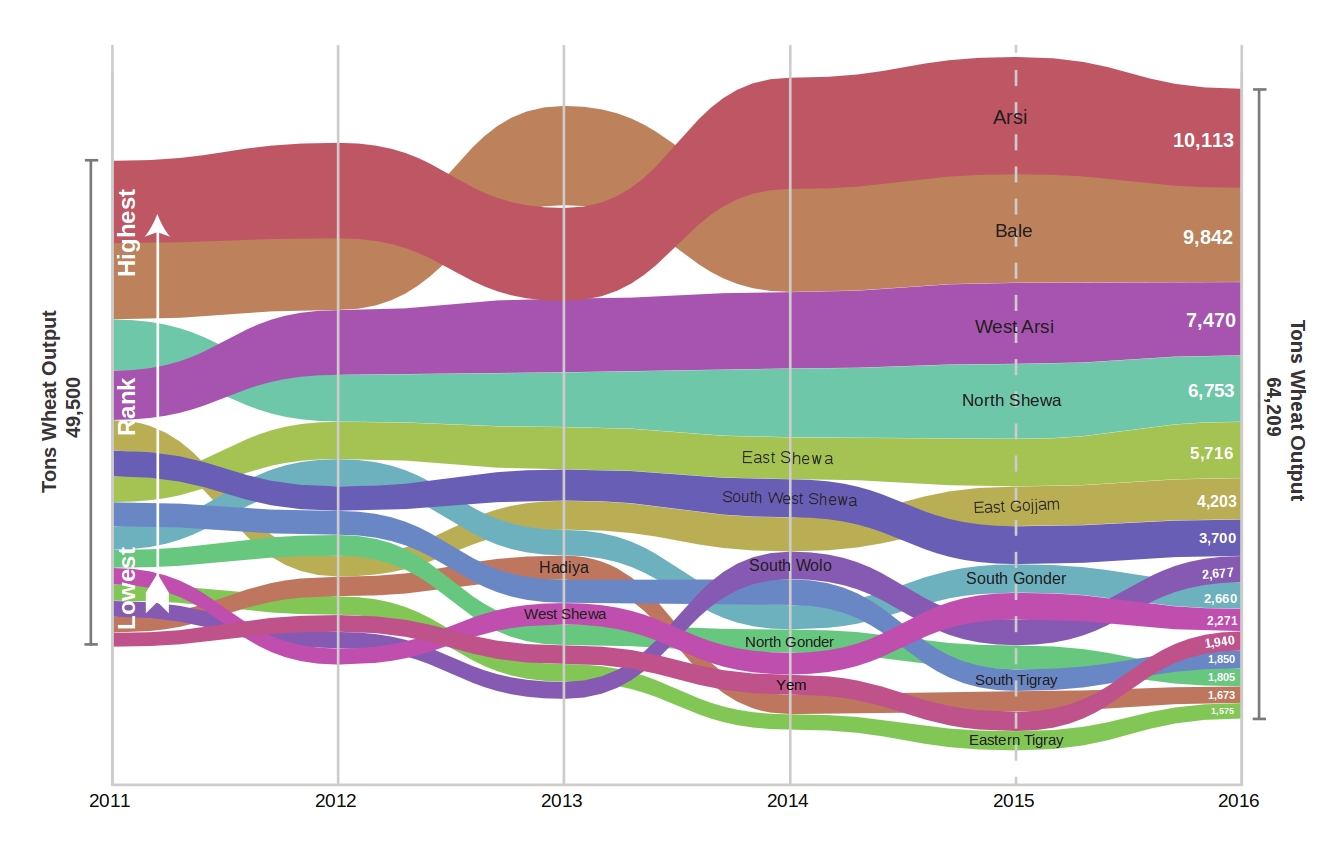 Tons Wheat Output
49,500
Highest
Rank
Lowest
Arsi
Bale
West Arsi
North Shewa
East Shewa
South West Shewa
East Gojjam
South Wolo
South Gonder
Hadiya
West Shewa
North Gonder
Yem
South Tigray
Eastern Tigray
10,113
9,842
7,470
6,753
5,716
4,203
3,700
2,677
2,660
2,271
1,940
1,850
1,805
1,673
1,575
Tons Wheat Output
64,209
2011 2012 2013 2014 2015 2016